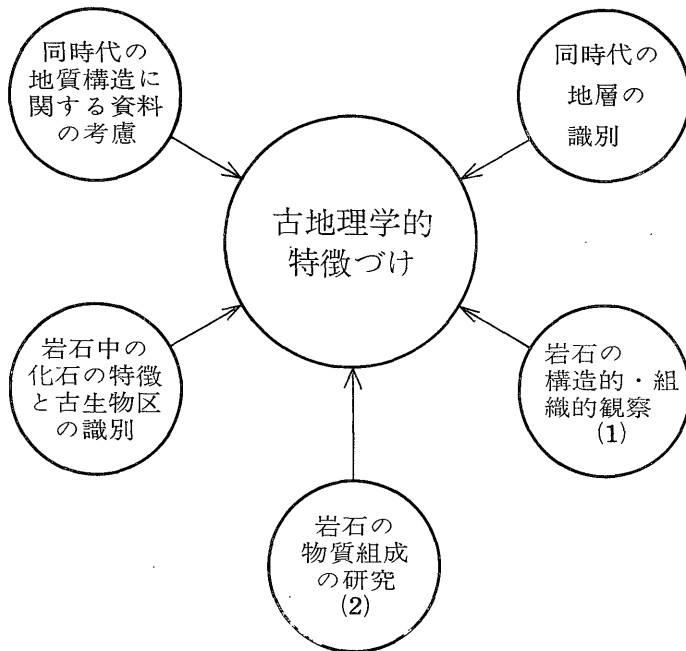 同時代の
地質構造に
関する資料
の考慮
同時代の
地層の
識別
古地理学的
特徴づけ
岩石中の
化石の特徴
と古生物区
の識別
岩石の
構造的・組
織的観察
(1)
岩石の
物質組成
の研究
(2)